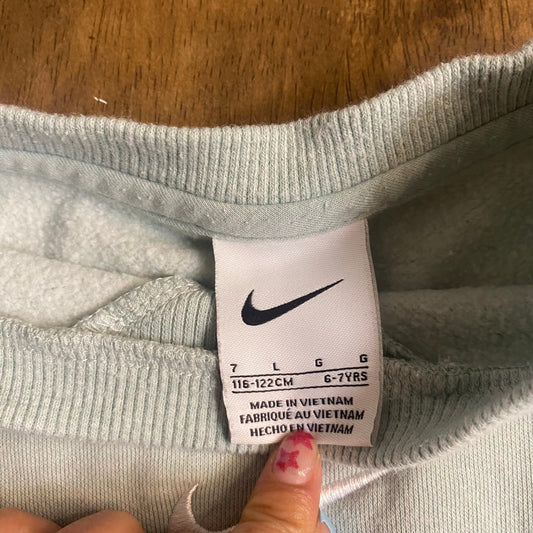 7 L G G
116-122CM 6-7YRS
MADE IN VIETNAM
FABRIQUÉ AU VIETNAM
HECHO EN VIETNAM